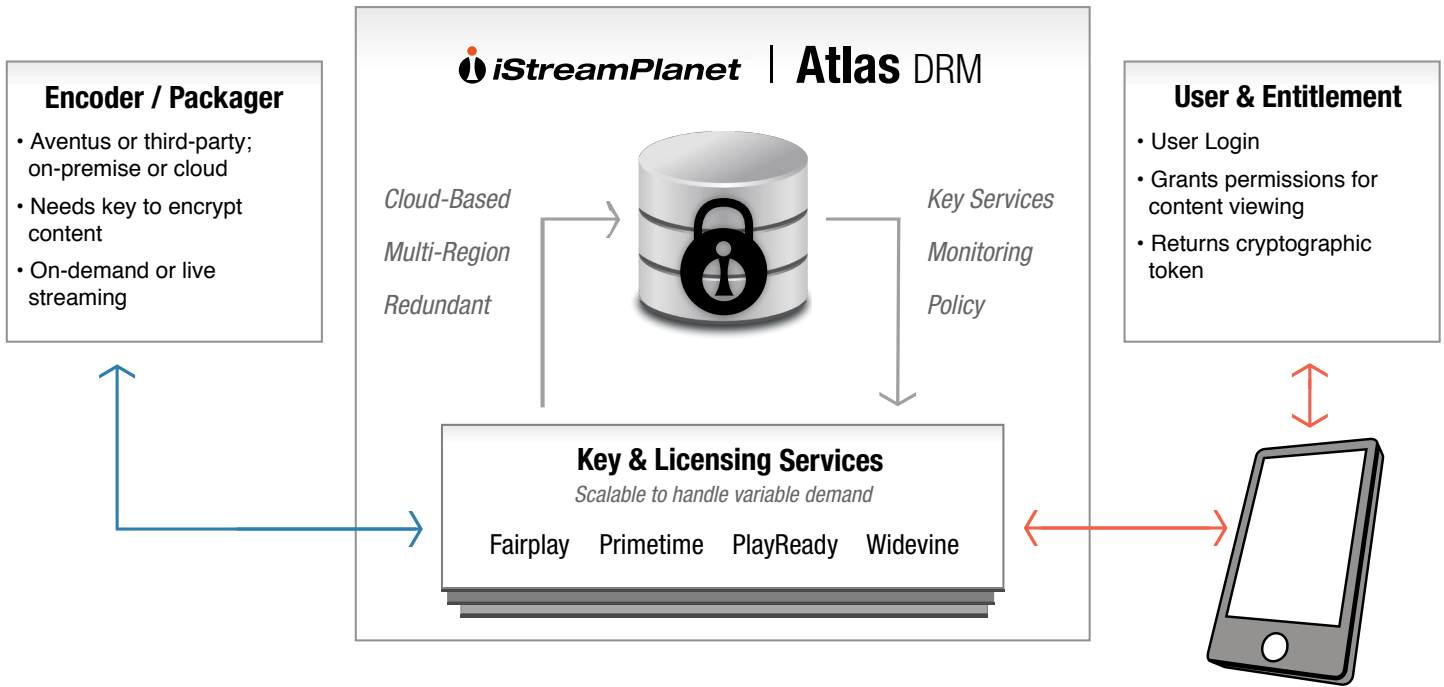 iStreamPlanet | Atlas DRM
Encoder / Packager
• Aventus or third-party;
on-premise or cloud
• Needs key to encrypt
content
• On-demand or live
streaming
Cloud-Based
Multi-Region
Redundant
Key Services
Monitoring
Policy
Key & Licensing Services
Scalable to handle variable demand
Fairplay Primetime PlayReady Widevine
User & Entitlement
• User Login
• Grants permissions for
content viewing
• Returns cryptographic
token